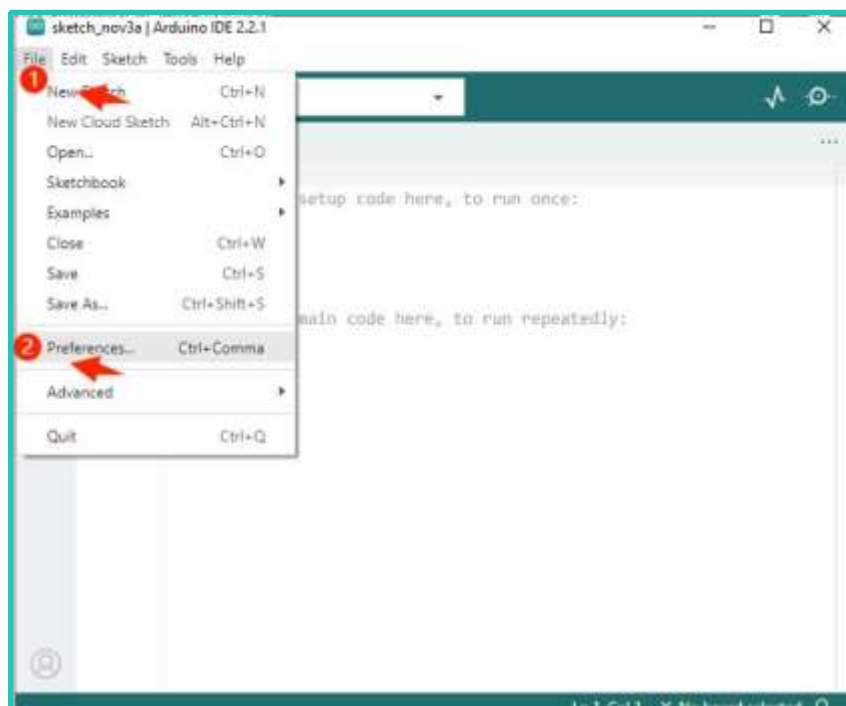 sketch_nov3a | Arduino IDE 2.2.1
File Edit Sketch Tools Help
1
New Sketch Ctrl+N
New Cloud Sketch Alt+Ctrl+N
Open... Ctrl+O
Sketchbook
setup code here, to run once:
Examples
Close Ctrl+W
Save Ctrl+S
Save As... Ctrl+Shift+S
main code here, to run repeatedly:
2 Preferences... Ctrl+Comma
Advanced
Quit Ctrl+Q